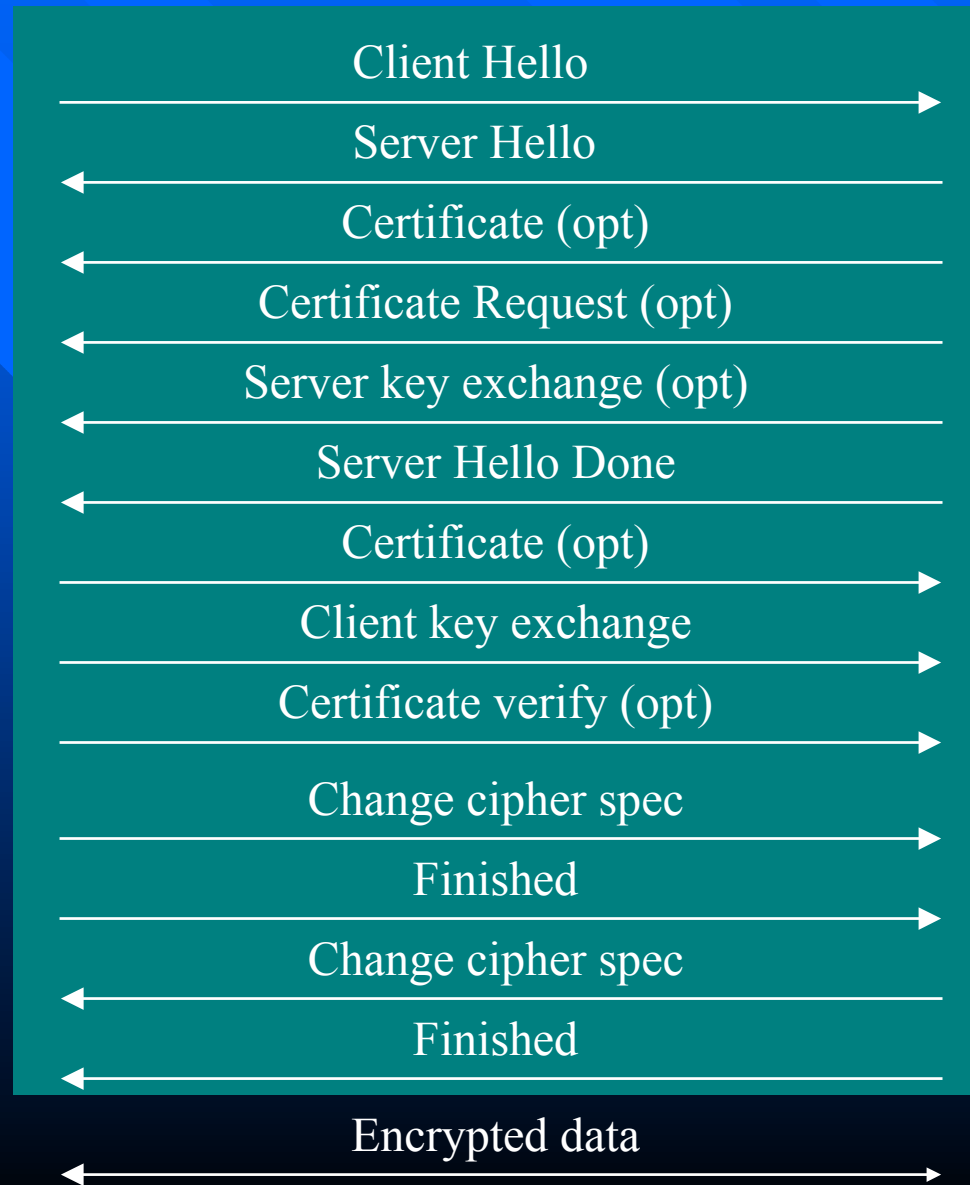 Client Hello
Server Hello
Certificate (opt)
Certificate Request (opt)
Server key exchange (opt)
Server Hello Done
Certificate (opt)
Client key exchange
Certificate verify (opt)
Change cipher spec
Finished
Change cipher spec
Finished
Encrypted data